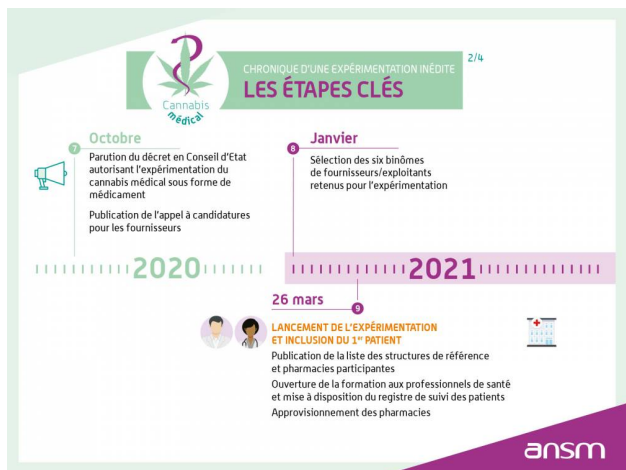 CHRONIQUE D'UNE EXPÉRIMENTATION INÉDITE
2/4
LES ÉTAPES CLÉS
Cannabis
médical
Octobre
7
Parution du décret en Conseil d'Etat
autorisant l'expérimentation du
cannabis médical sous forme de
médicament
Publication de l'appel à candidatures
pour les fournisseurs
Janvier
8
Sélection des six binômes
de fournisseurs/exploitants
retenus pour l'expérimentation
2020
2021
26 mars
9
LANCEMENT DE L'EXPÉRIMENTATION
ET INCLUSION DU 1er PATIENT
Publication de la liste des structures de référence
et pharmacies participantes
Ouverture de la formation aux professionnels de santé
et mise à disposition du registre de suivi des patients
Approvisionnement des pharmacies
ansm